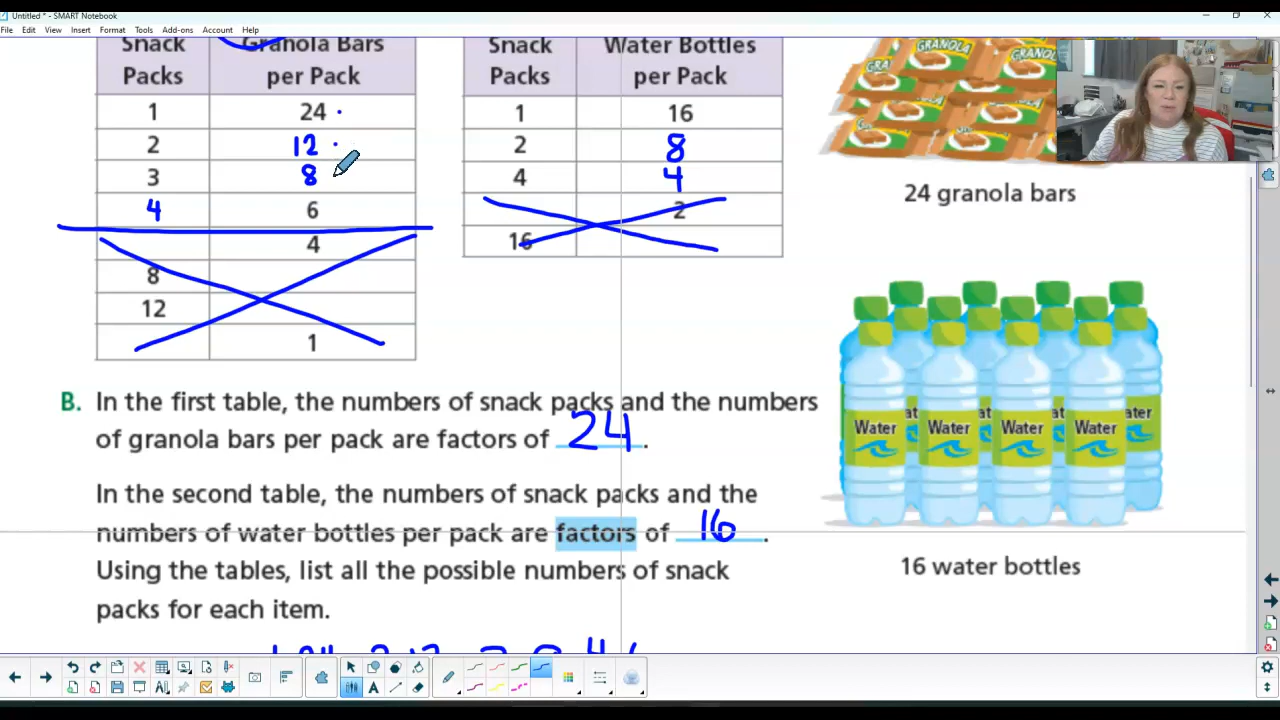 Untitled * - SMART Notebook
File Edit View Insert Format Tools Add-ons Account Help
Snack Granola Bars
Packs per Pack
1 24 .
2 12 .
3 8
4 6
4
8
12
1
Snack Water Bottles
Packs per Pack
1 16
2 8
4 4
2
16
GRANOLA
24 granola bars
B. In the first table, the numbers of snack packs and the numbers
of granola bars per pack are factors of 24.
In the second table, the numbers of snack packs and the
numbers of water bottles per pack are factors of 16.
Using the tables, list all the possible numbers of snack
packs for each item.
Water Water Water Water
16 water bottles